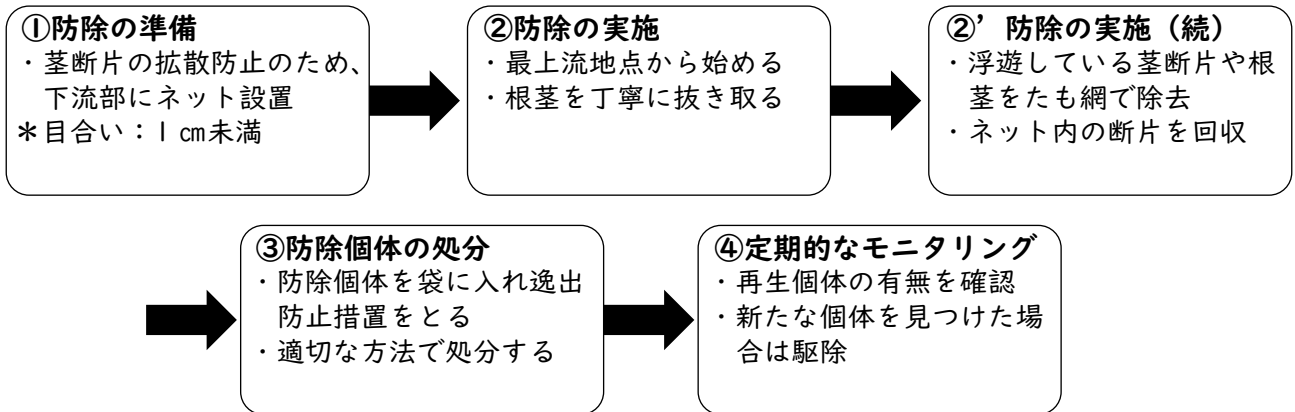 ①防除の準備
・茎断片の拡散防止のため、
下流部にネット設置
＊目合い：1㎝未満
②防除の実施
・最上流地点から始める
・根茎を丁寧に抜き取る
②’防除の実施（続）
・浮遊している茎断片や根
茎をたも網で除去
・ネット内の断片を回収
③防除個体の処分
・防除個体を袋に入れ逸出
防止措置をとる
・適切な方法で処分する
④定期的なモニタリング
・再生個体の有無を確認
・新たな個体を見つけた場
合は駆除